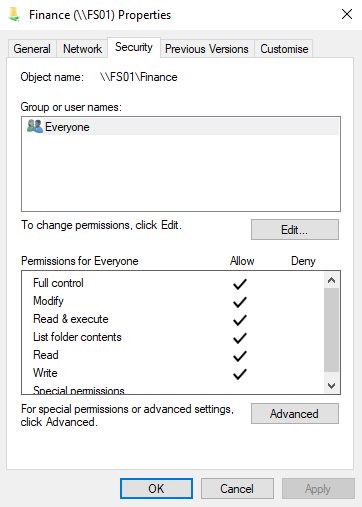 Finance (\\FS01) Properties
General Network Security Previous Versions Customise
Object name: \\FS01\Finance
Group or user names:
Everyone
To change permissions, click Edit.
Edit...
Permissions for Everyone Allow Deny
Full control
Modify
Read & execute
List folder contents
Read
Write
Special permissions
For special permissions or advanced settings,
click Advanced.
Advanced
OK Cancel Apply